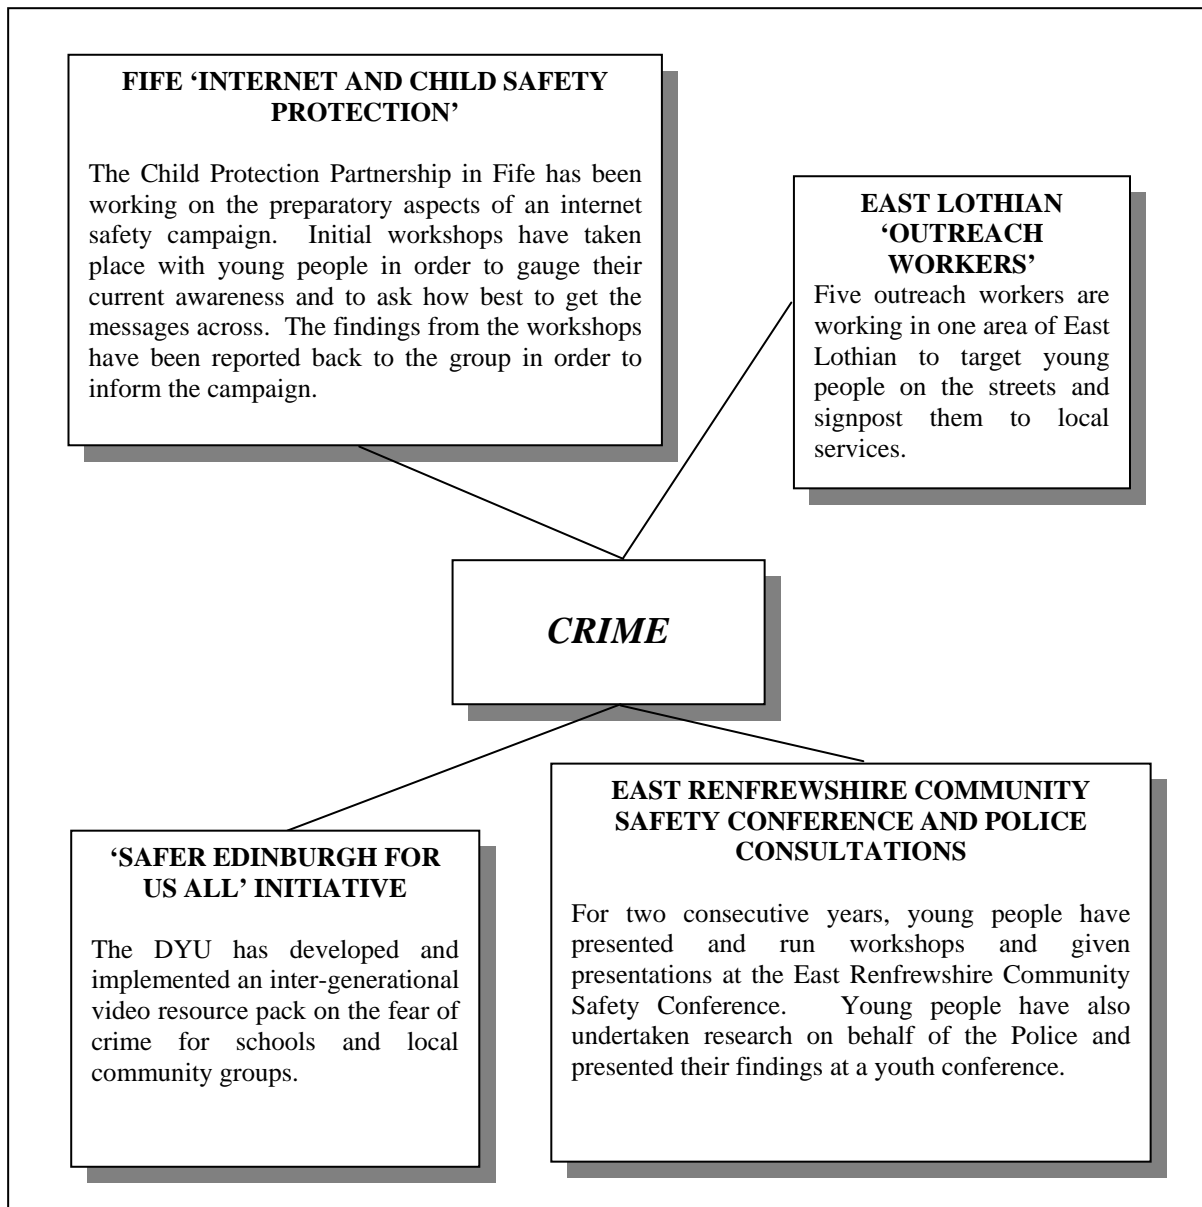 FIFE ‘INTERNET AND CHILD SAFETY
PROTECTION’
The Child Protection Partnership in Fife has been
working on the preparatory aspects of an internet
safety campaign.  Initial workshops have taken
place with young people in order to gauge their
current awareness and to ask how best to get the
messages across.  The findings from the workshops
have been reported back to the group in order to
inform the campaign.
EAST LOTHIAN
‘OUTREACH
WORKERS’
Five outreach workers are
working in one area of East
Lothian to target young
people on the streets and
signpost them to local
services.
CRIME
‘SAFER EDINBURGH FOR
US ALL’ INITIATIVE
The DYU has developed and
implemented an inter-generational
video resource pack on the fear of
crime for schools and local
community groups.
EAST RENFREWSHIRE COMMUNITY
SAFETY CONFERENCE AND POLICE
CONSULTATIONS
For two consecutive years, young people have
presented and run workshops and given
presentations at the East Renfrewshire Community
Safety Conference.  Young people have also
undertaken research on behalf of the Police and
presented their findings at a youth conference.